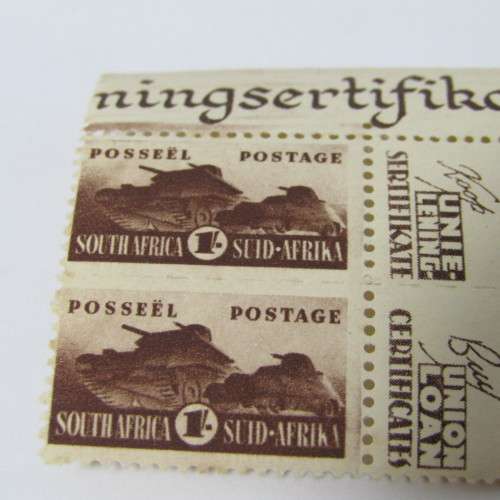 ningsertifika
POSSEËL POSTAGE
SOUTH AFRICA 1/- SUID-AFRIKA
Koop
UNIE-
LENING-
SERTIFIKATE
POSSEËL POSTAGE
SOUTH AFRICA 1/- SUID-AFRIKA
Buy
UNION
LOAN
CERTIFICATES